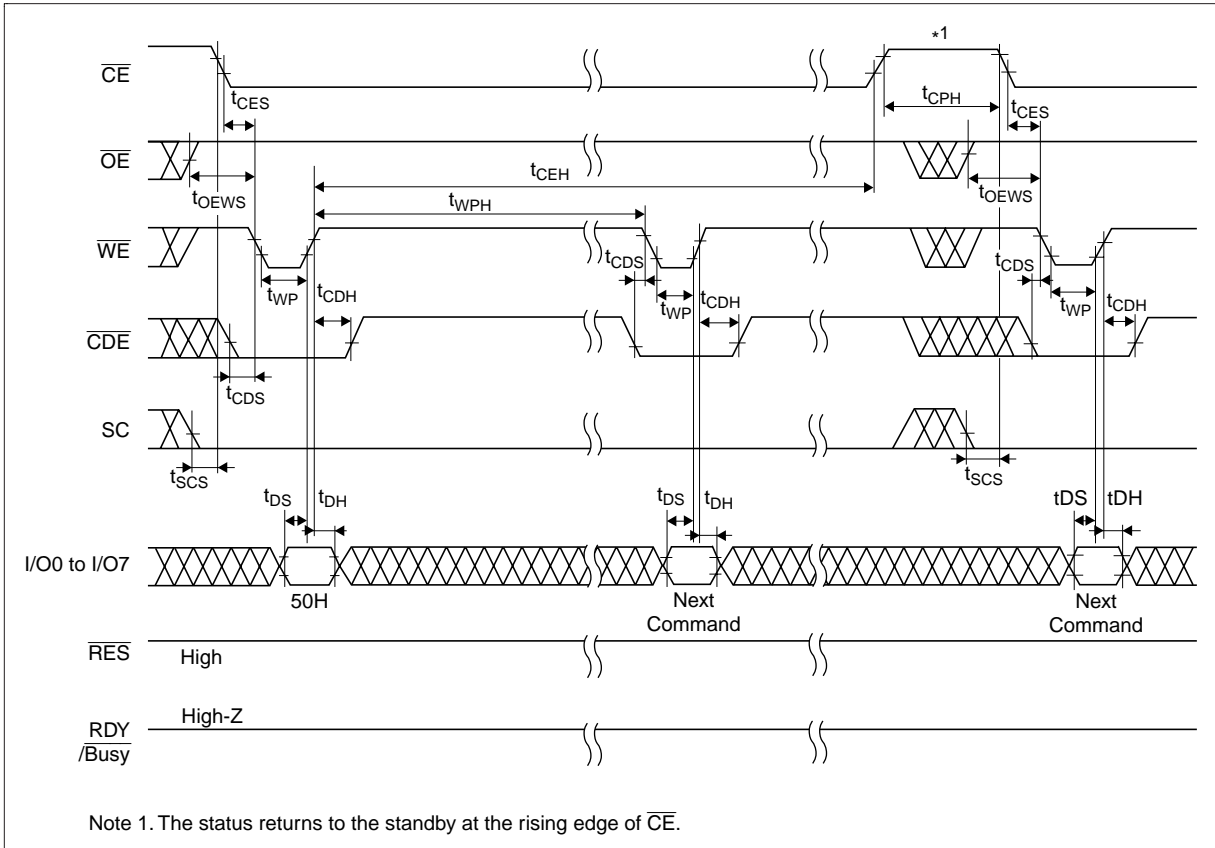 *1
CE
tCES
tCPH
tCES
OE
tOEWS
tCEH
tOEWS
tWPH
WE
tCDS
tCDS
tWP
tCDH
tWP
tCDH
tWP
tCDH
CDE
tCDS
SC
tSCS
tSCS
tDS
tDH
tDS
tDH
tDS
tDH
I/O0 to I/O7
50H
Next
Command
Next
Command
RES
High
High-Z
RDY
/Busy
Note 1. The status returns to the standby at the rising edge of CE.